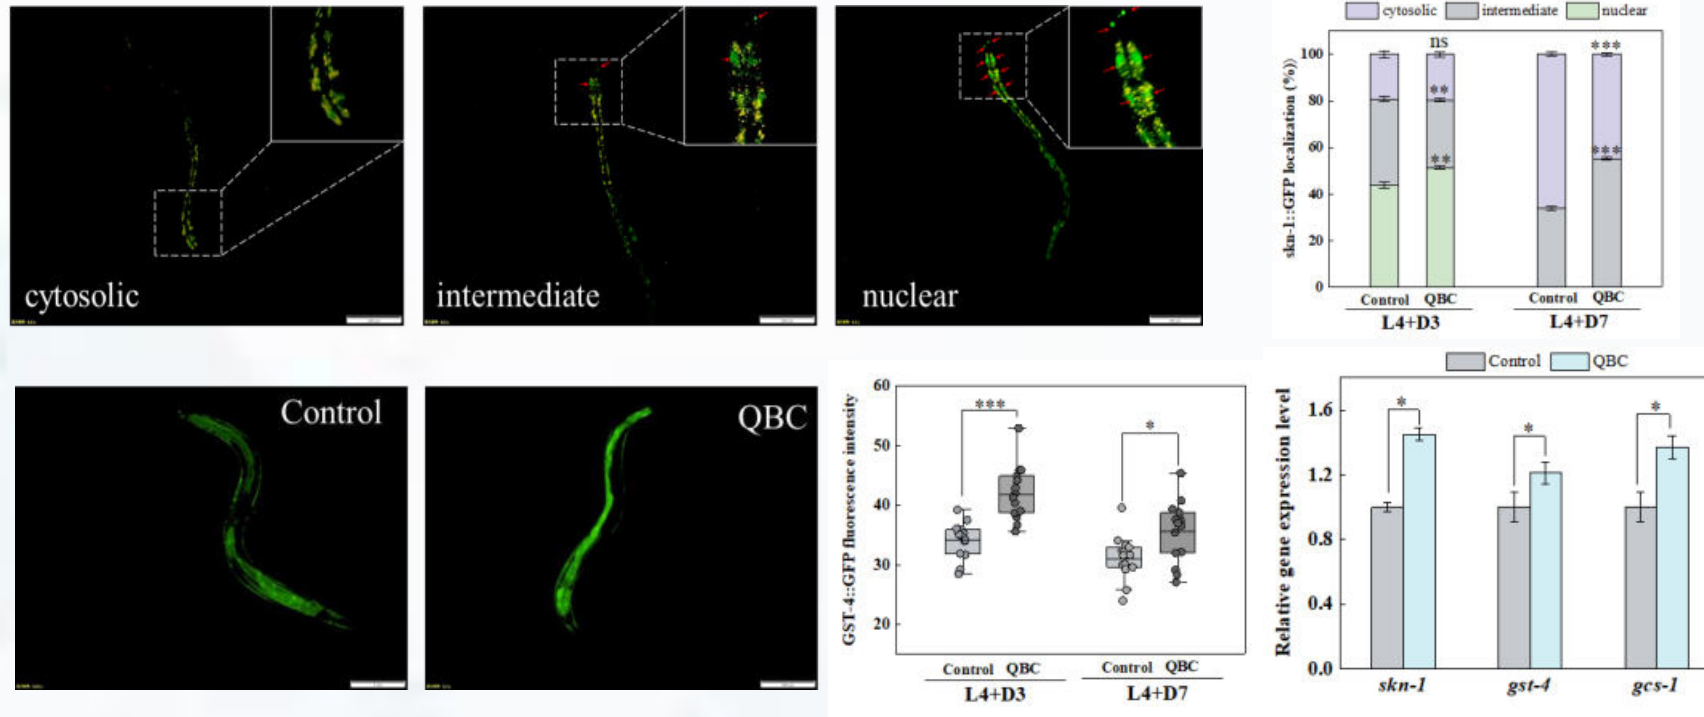 cytosolic
intermediate
nuclear
cytosolic intermediate nuclear
skn-1::GFP localization (%))
100
80
60
40
20
0
ns
**
**
***
***
Control QBC Control QBC
L4+D3 L4+D7
Control
QBC
GST-4::GFP fluorescence intensity
60
50
40
30
20
***
*
Control QBC Control QBC
L4+D3 L4+D7
Control QBC
Relative gene expression level
1.6
1.2
0.8
0.4
0.0
*
*
*
skn-1 gst-4 gcs-1